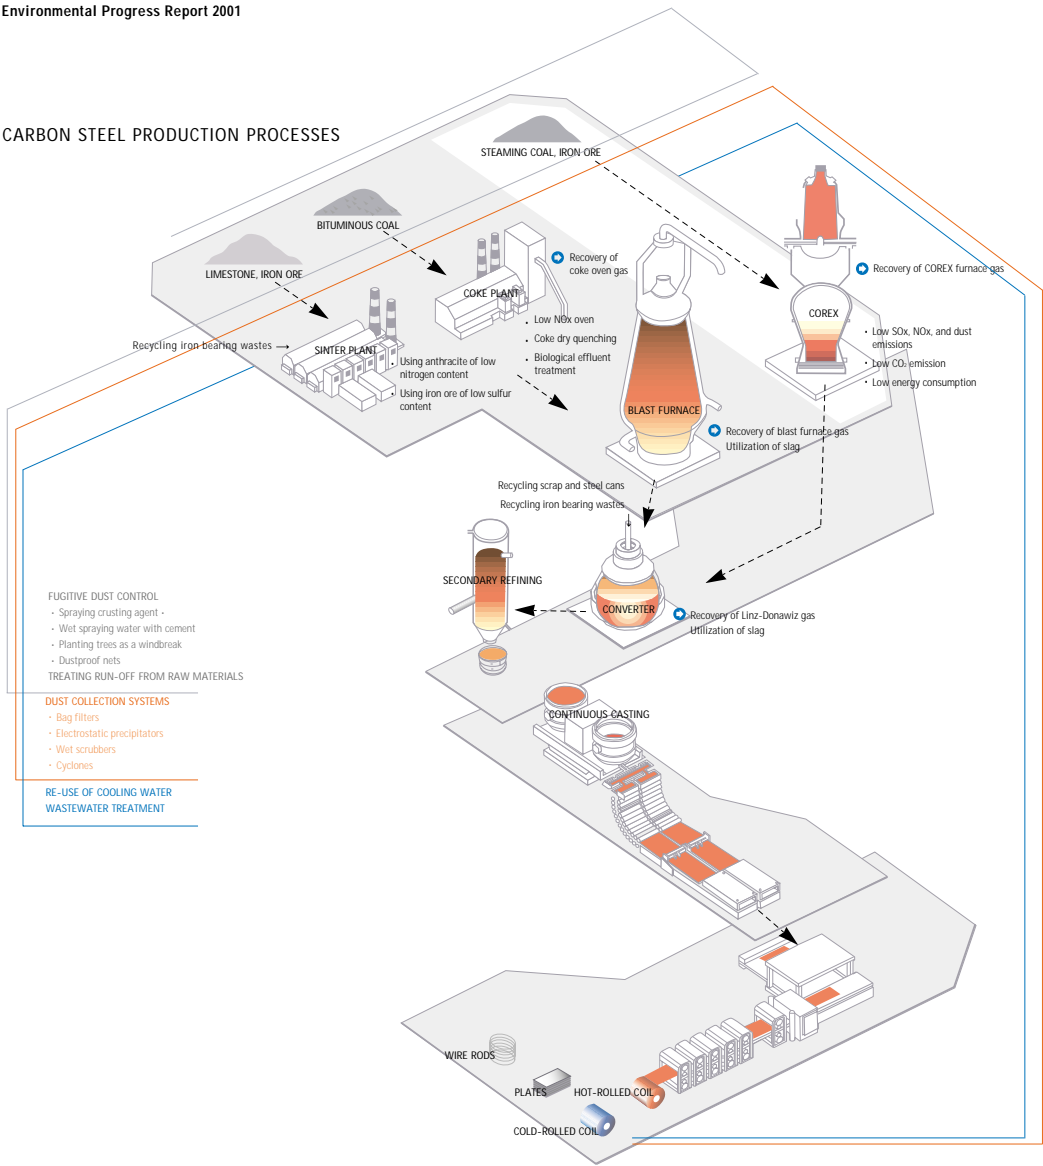 Environmental Progress Report 2001
CARBON STEEL PRODUCTION PROCESSES
STEAMING COAL, IRON ORE
BITUMINOUS COAL
LIMESTONE, IRON ORE
Recovery of
coke oven gas
COKE PLANT
Recovery of COREX furnace gas
COREX
• Low NOx oven
• Coke dry quenching
• Biological effluent
treatment
• Low SOx, NOx, and dust
emissions
• Low CO₂ emission
• Low energy consumption
Recycling iron bearing wastes →
SINTER PLANT
• Using anthracite of low
nitrogen content
• Using iron ore of low sulfur
content
BLAST FURNACE
Recovery of blast furnace gas
Utilization of slag
Recycling scrap and steel cans
Recycling iron bearing wastes
SECONDARY REFINING
CONVERTER
Recovery of Linz-Donawiz gas
Utilization of slag
FUGITIVE DUST CONTROL
• Spraying crusting agent •
• Wet spraying water with cement
• Planting trees as a windbreak
• Dustproof nets
TREATING RUN-OFF FROM RAW MATERIALS
DUST COLLECTION SYSTEMS
• Bag filters
• Electrostatic precipitators
• Wet scrubbers
• Cyclones
RE-USE OF COOLING WATER
WASTEWATER TREATMENT
CONTINUOUS CASTING
WIRE RODS
PLATES
HOT-ROLLED COIL
COLD-ROLLED COIL